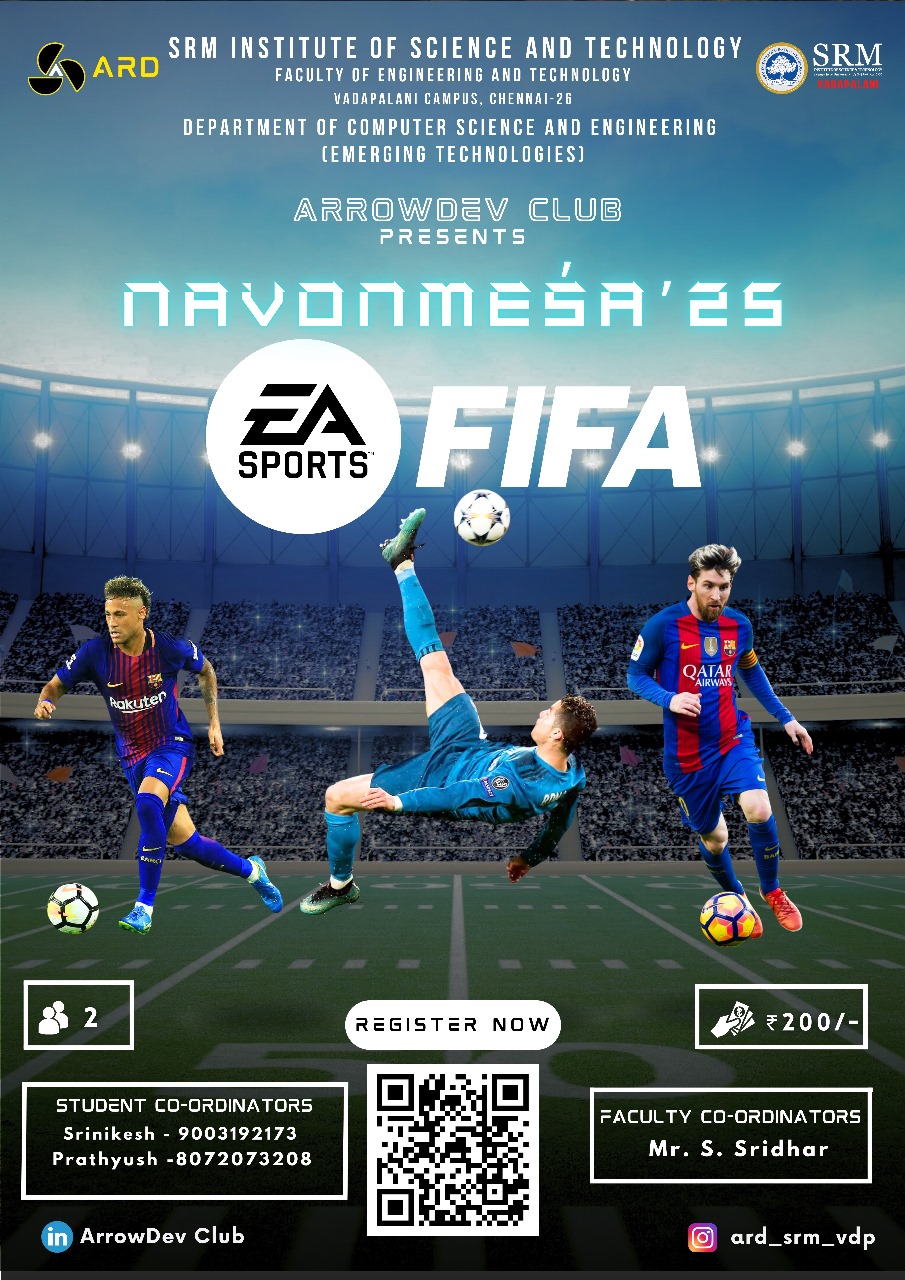 ARD
SRM INSTITUTE OF SCIENCE AND TECHNOLOGY
FACULTY OF ENGINEERING AND TECHNOLOGY
VADAPALANI CAMPUS, CHENNAI-26
DEPARTMENT OF COMPUTER SCIENCE AND ENGINEERING
(EMERGING TECHNOLOGIES)
SRM
VADAPALANI
ARROWDEV CLUB
PRESENTS
NAVONMEŚA'25
EA
SPORTS™
FIFA
Rakuten
QATAR
AIRWAYS
2
REGISTER NOW
₹200/-
STUDENT CO-ORDINATORS
Srinikesh - 9003192173
Prathyush -8072073208
FACULTY CO-ORDINATORS
Mr. S. Sridhar
in ArrowDev Club
ard_srm_vdp